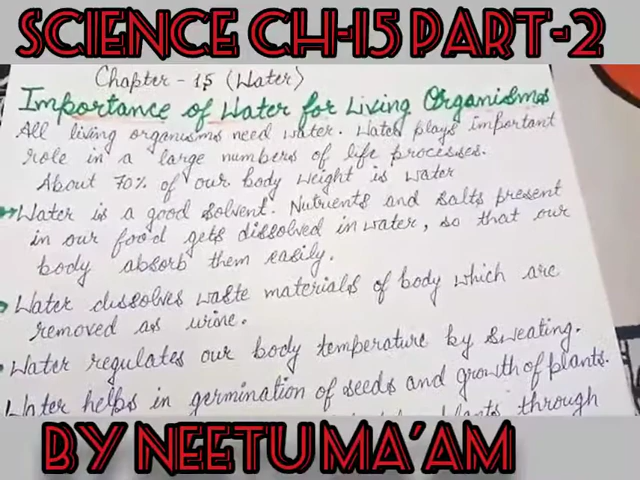 SCIENCE CH-15 PART-2
Chapter - 15 (Water)
Importance of Water for Living Organisms
All living organisms need water. Water plays important
role in a large numbers of life processes.
About 70% of our body weight is water
Water is a good solvent. Nutrients and salts present
in our food gets dissolved in water, so that our
body absorb them easily.
Water dissolves waste materials of body which are
removed as urine.
Water regulates our body temperature by sweating.
Water helps in germination of seeds and growth of plants.
plants through
BY NEETU MA'AM